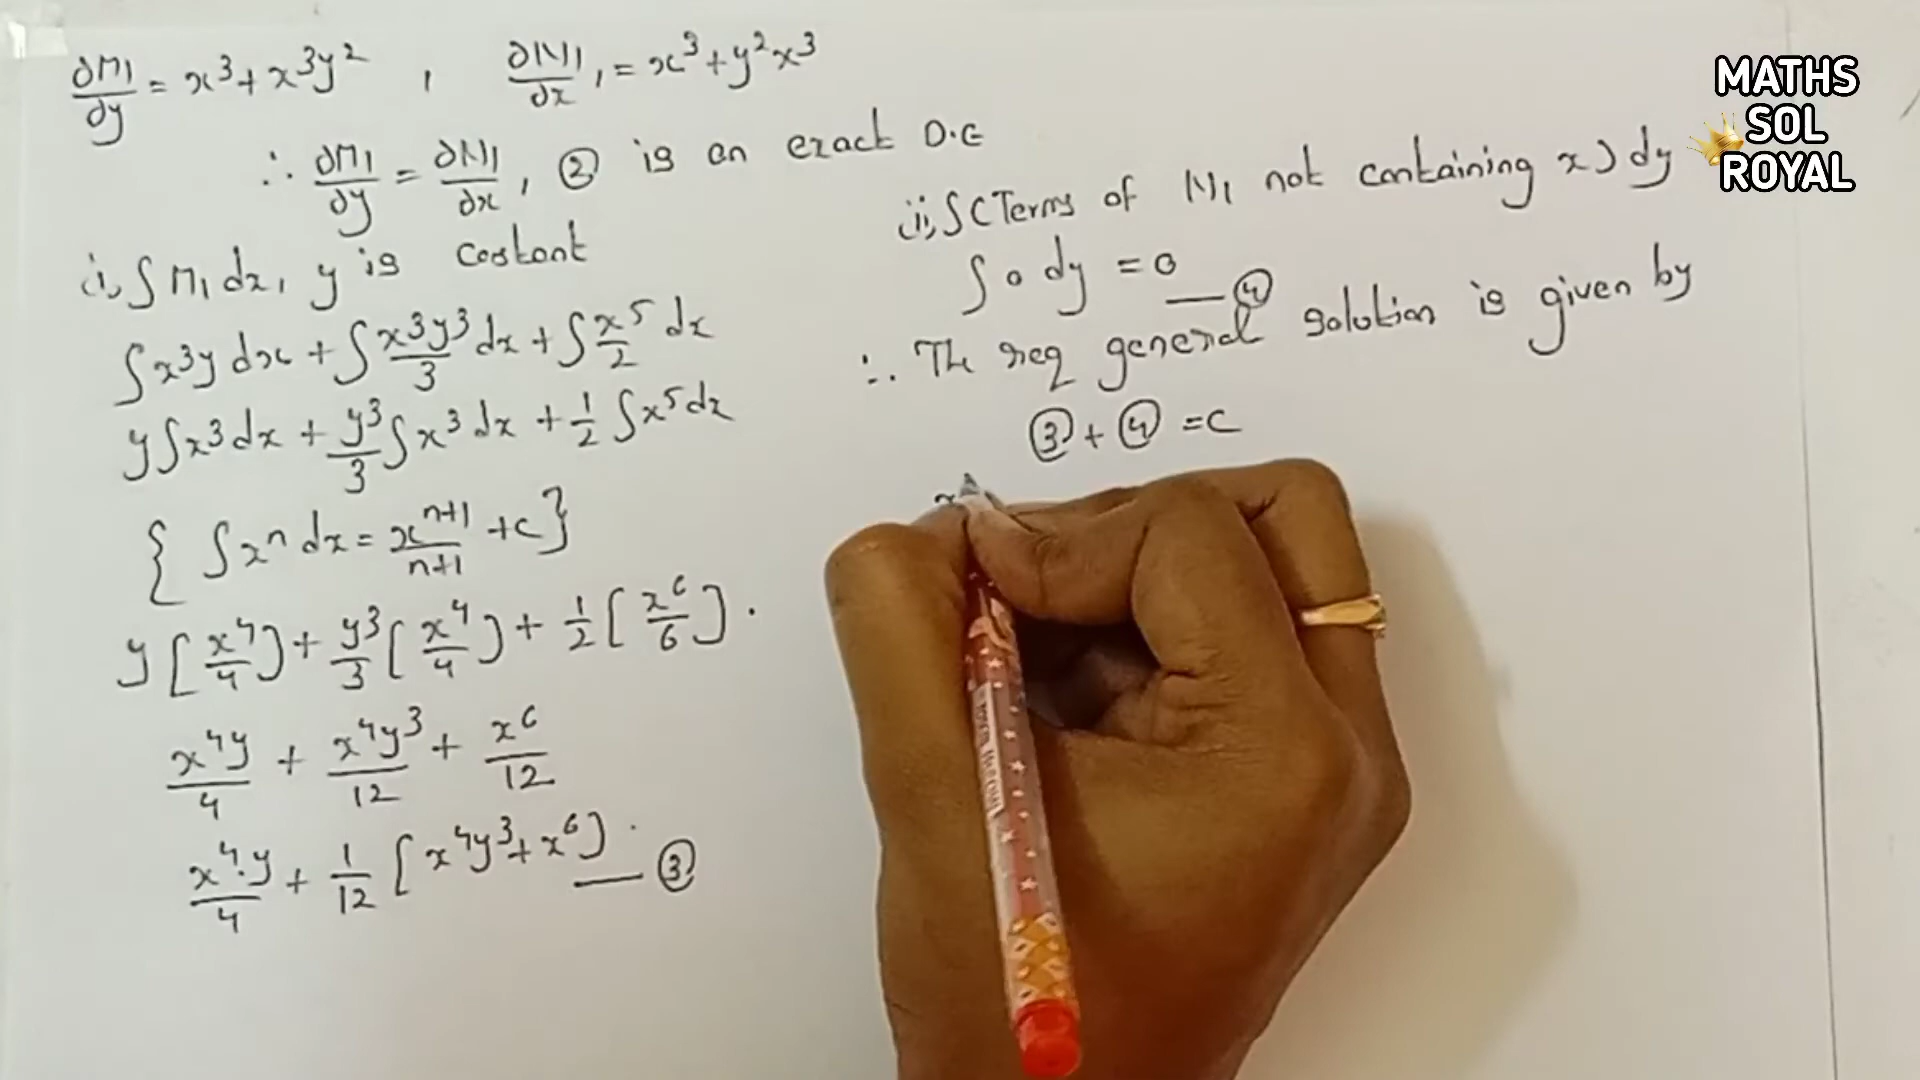 ∂M₁/∂y = x³ + x³y² , ∂N₁/∂x, = x³ + y²x³
∴ ∂M₁/∂y = ∂N₁/∂x, ② is an exact D.E
i, ∫ M₁ dx, y is costant
∫ x³y dx + ∫ x³y³/3 dx + ∫ x⁵/2 dx
y ∫ x³ dx + y³/3 ∫ x³ dx + 1/2 ∫ x⁵ dx
{ ∫ xⁿ dx = xⁿ⁺¹/n+1 + c }
y [x⁴/4] + y³/3 [x⁴/4] + 1/2 [x⁶/6] .
x⁴y/4 + x⁴y³/12 + x⁶/12
x⁴.y/4 + 1/12 [x⁴y³ + x⁶] . — ③
ii, ∫ (Terms of N₁ not containing x) dy
∫ 0 dy = 0 — ④
∴ The req general solution is given by
③ + ④ = c
x
MATHS
SOL
ROYAL